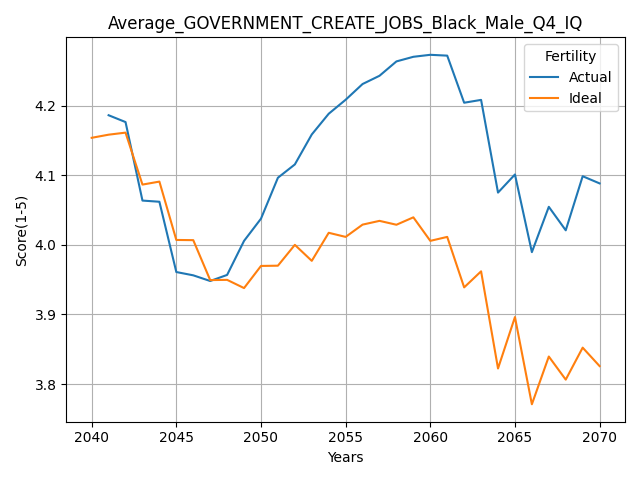 Average_GOVERNMENT_CREATE_JOBS_Black_Male_Q4_IQ
Fertility
Actual
Ideal
Score(1-5)
4.2
4.1
4.0
3.9
3.8
2040 2045 2050 2055 2060 2065 2070
Years